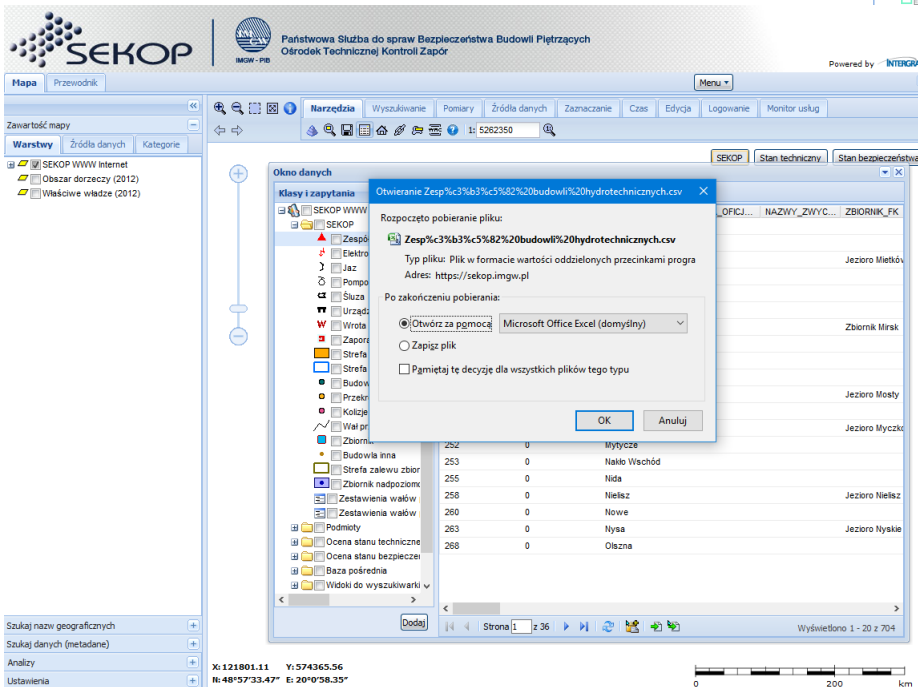 SEKOP
IMGW - PIB
Państwowa Służba do spraw Bezpieczeństwa Budowli Piętrzących
Ośrodek Technicznej Kontroli Zapór
Powered by INTERGRA
Mapa Przewodnik Menu
Zawartość mapy
Warstwy Źródła danych Kategorie
SEKOP WWW Internet
Obszar dorzeczy (2012)
Właściwe władze (2012)
Szukaj nazw geograficznych
Szukaj danych (metadane)
Analizy
Ustawienia
Narzędzia Wyszukiwanie Pomiary Źródła danych Zaznaczanie Czas Edycja Logowanie Monitor usług
1: 5262350
SEKOP Stan techniczny Stan bezpieczeństwa
Okno danych
Klasy i zapytania
SEKOP WWW
SEKOP
Zespó
Elektro
Jaz
Pompo
Śluza
Urządz
Wrota
Zapora
Strefa
Strefa
Budow
Przekr
Kolizje
Wał pr
Zbiorni
Budowla inna
Strefa zalewu zbior
Zbiornik nadpoziomo
Zestawienia wałów
Zestawienia wałów
Podmioty
Ocena stanu techniczne
Ocena stanu bezpieczeń
Baza pośrednia
Widoki do wyszukiwarki
Dodaj
_OFICJ... NAZWY_ZWYC... ZBIORNIK_FK
Jezioro Mietków
Zbiornik Mirsk
Jezioro Mosty
Jezioro Myczko
252 0 Mytycze
253 0 Nakło Wschód
255 0 Nida
258 0 Nielisz Jezioro Nielisz
260 0 Nowe
263 0 Nysa Jezioro Nyskie
268 0 Olszna
Strona 1 z 36
Wyświetlono 1 - 20 z 704
Otwieranie Zesp%c3%b3%c5%82%20budowli%20hydrotechnicznych.csv
Rozpoczęto pobieranie pliku:
Zesp%c3%b3%c5%82%20budowli%20hydrotechnicznych.csv
Typ pliku: Plik w formacie wartości oddzielonych przecinkami progra
Adres: https://sekop.imgw.pl
Po zakończeniu pobierania:
Otwórz za pomocą Microsoft Office Excel (domyślny)
Zapisz plik
Pamiętaj tę decyzję dla wszystkich plików tego typu
OK Anuluj
X: 121801.11 Y: 574365.56
N: 48°57'33.47" E: 20°0'58.35"
0 200 km